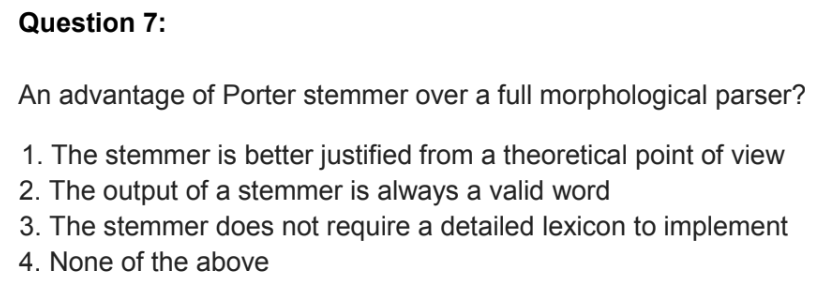 Question 7:
An advantage of Porter stemmer over a full morphological parser?
1. The stemmer is better justified from a theoretical point of view
2. The output of a stemmer is always a valid word
3. The stemmer does not require a detailed lexicon to implement
4. None of the above